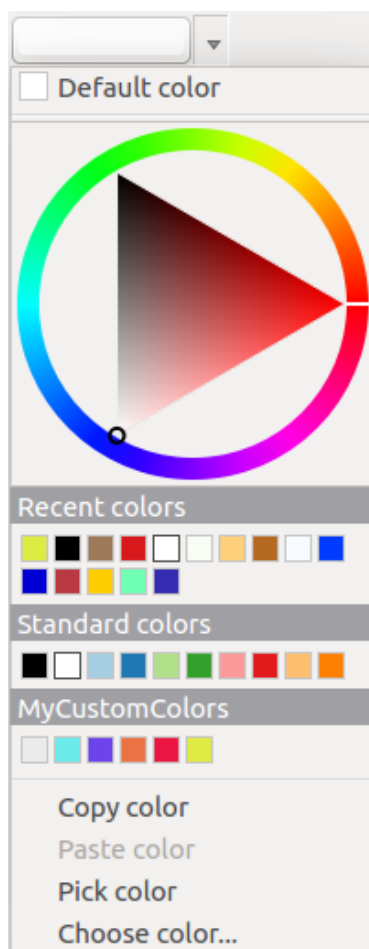 Default color
Recent colors
Standard colors
MyCustomColors
Copy color
Paste color
Pick color
Choose color...